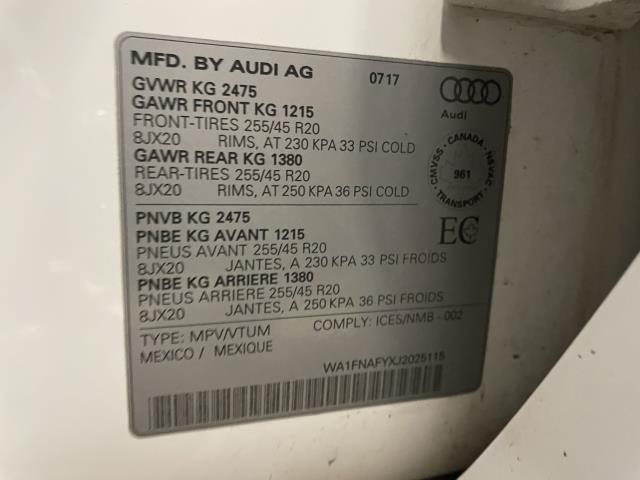 MFD. BY AUDI AG 0717
GVWR KG 2475
GAWR FRONT KG 1215
FRONT-TIRES 255/45 R20
8JX20 RIMS, AT 230 KPA 33 PSI COLD
GAWR REAR KG 1380
REAR-TIRES 255/45 R20
8JX20 RIMS, AT 250 KPA 36 PSI COLD
Audi
CMVSS - CANADA - NSVAC
961
TRANSPORT
PNVB KG 2475
PNBE KG AVANT 1215
PNEUS AVANT 255/45 R20
8JX20 JANTES, A 230 KPA 33 PSI FROIDS
PNBE KG ARRIERE 1380
PNEUS ARRIERE 255/45 R20
8JX20 JANTES, A 250 KPA 36 PSI FROIDS
EC
TYPE: MPV/VTUM COMPLY: ICES/NMB - 002
MEXICO / MEXIQUE
WA1FNAFYXJ2025115